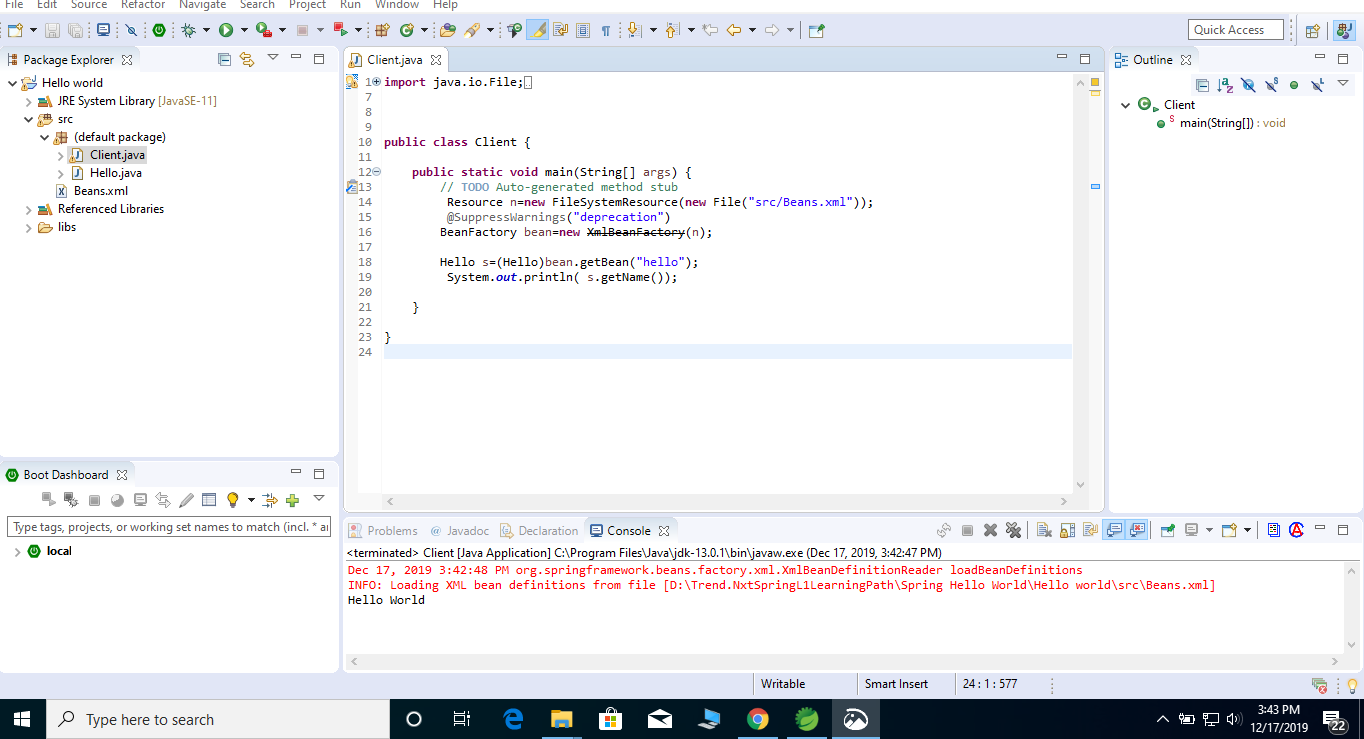 File Edit Source Refactor Navigate Search Project Run Window Help
Quick Access
Package Explorer
Hello world
JRE System Library [JavaSE-11]
src
(default package)
Client.java
Hello.java
Beans.xml
Referenced Libraries
libs
Client.java
1 import java.io.File;
7
8
9
10 public class Client {
11
12 public static void main(String[] args) {
13 // TODO Auto-generated method stub
14 Resource n=new FileSystemResource(new File("src/Beans.xml"));
15 @SuppressWarnings("deprecation")
16 BeanFactory bean=new XmlBeanFactory(n);
17
18 Hello s=(Hello)bean.getBean("hello");
19 System.out.println( s.getName());
20
21 }
22
23 }
24
Outline
Client
main(String[]) : void
Boot Dashboard
Type tags, projects, or working set names to match (incl. * an
local
Problems @ Javadoc Declaration Console
<terminated> Client [Java Application] C:\Program Files\Java\jdk-13.0.1\bin\javaw.exe (Dec 17, 2019, 3:42:47 PM)
Dec 17, 2019 3:42:48 PM org.springframework.beans.factory.xml.XmlBeanDefinitionReader loadBeanDefinitions
INFO: Loading XML bean definitions from file [D:\Trend.NxtSpringL1LearningPath\Spring Hello World\Hello world\src\Beans.xml]
Hello World
Writable Smart Insert 24 : 1 : 577
Type here to search
3:43 PM
12/17/2019
22